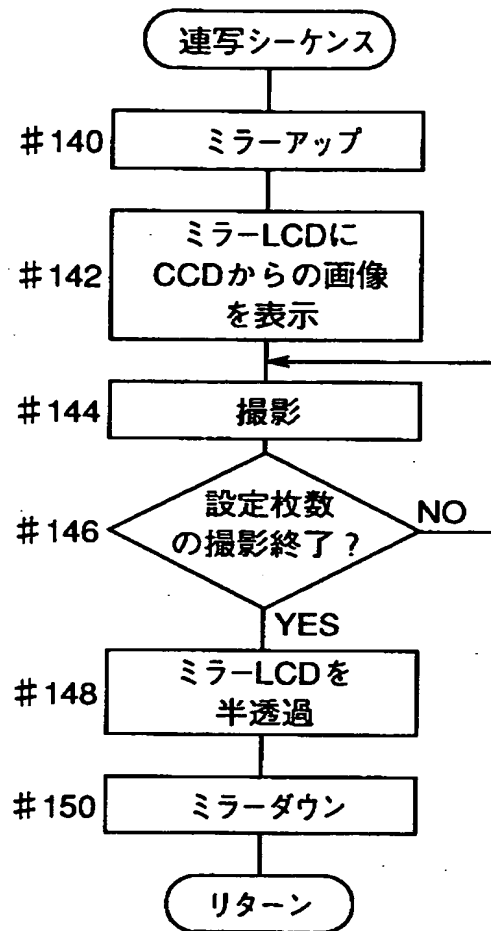 連写シーケンス
#140
ミラーアップ
ミラーLCDに
#142
CCDからの画像
を表示
#144
撮影
設定枚数
#146
の撮影終了?
NO
YES
ミラーLCDを
#148
半透過
#150
ミラーダウン
リターン